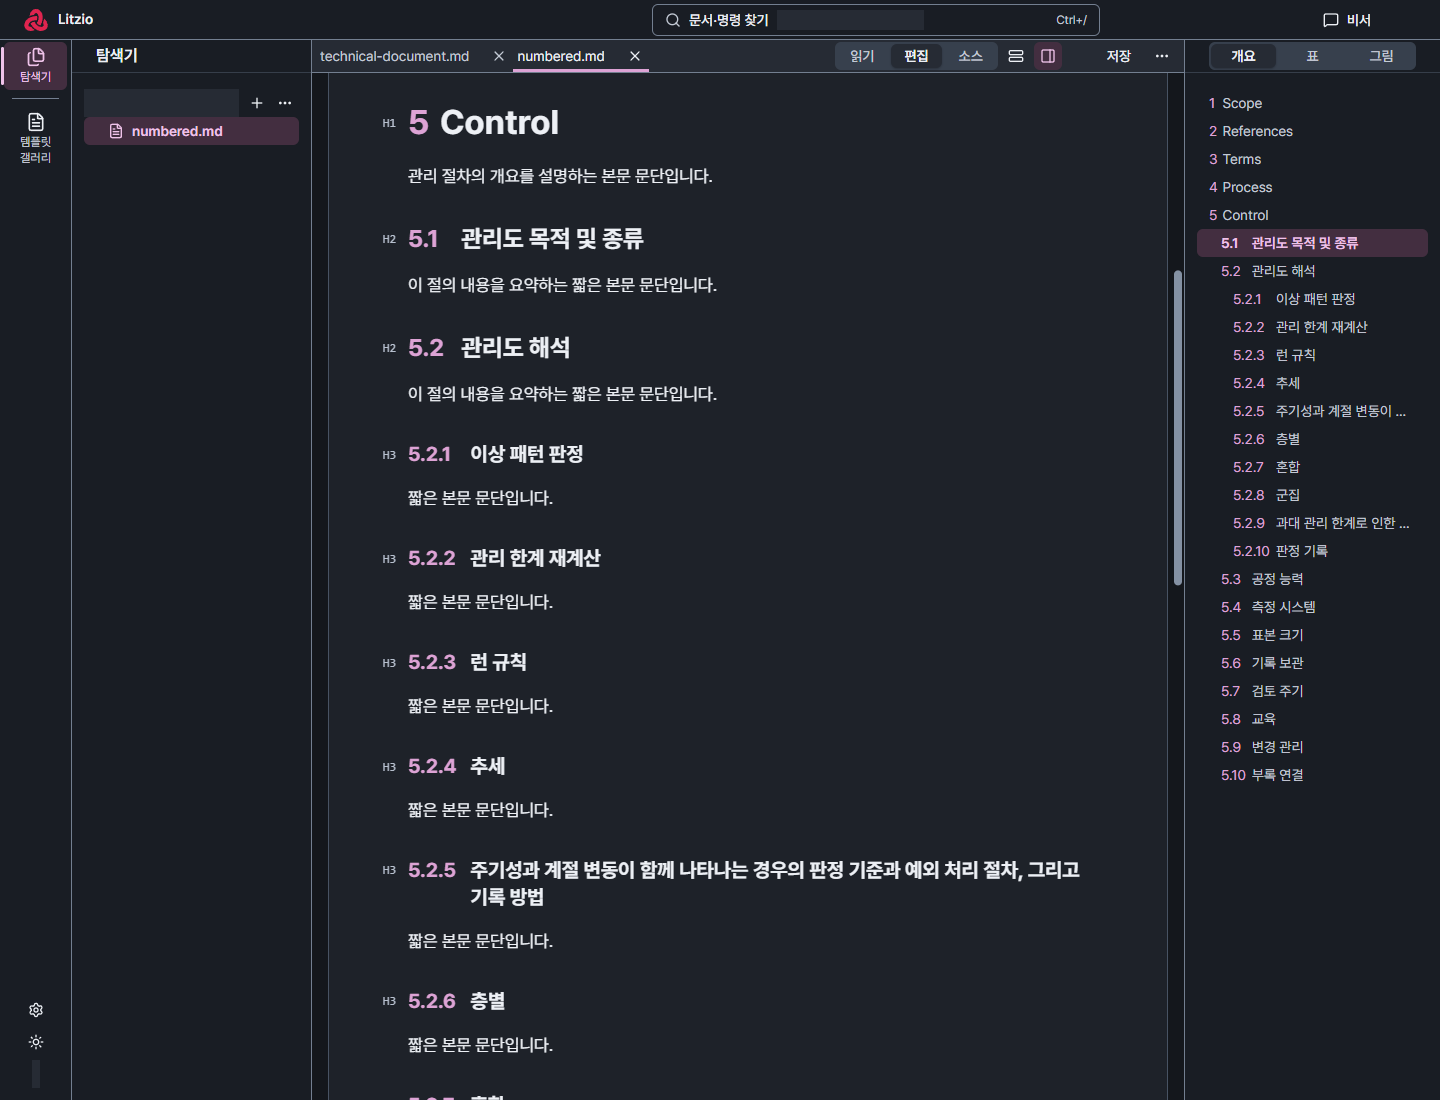 Litzio
문서·명령 찾기
Ctrl+/
비서
탐색기
템플릿
갤러리
탐색기
numbered.md
technical-document.md
numbered.md
읽기
편집
소스
저장
H1 5 Control
관리 절차의 개요를 설명하는 본문 문단입니다.
H2 5.1 관리도 목적 및 종류
이 절의 내용을 요약하는 짧은 본문 문단입니다.
H2 5.2 관리도 해석
이 절의 내용을 요약하는 짧은 본문 문단입니다.
H3 5.2.1 이상 패턴 판정
짧은 본문 문단입니다.
H3 5.2.2 관리 한계 재계산
짧은 본문 문단입니다.
H3 5.2.3 런 규칙
짧은 본문 문단입니다.
H3 5.2.4 추세
짧은 본문 문단입니다.
H3 5.2.5 주기성과 계절 변동이 함께 나타나는 경우의 판정 기준과 예외 처리 절차, 그리고
기록 방법
짧은 본문 문단입니다.
H3 5.2.6 층별
짧은 본문 문단입니다.
개요
표
그림
1 Scope
2 References
3 Terms
4 Process
5 Control
5.1 관리도 목적 및 종류
5.2 관리도 해석
5.2.1 이상 패턴 판정
5.2.2 관리 한계 재계산
5.2.3 런 규칙
5.2.4 추세
5.2.5 주기성과 계절 변동이 ...
5.2.6 층별
5.2.7 혼합
5.2.8 군집
5.2.9 과대 관리 한계로 인한 ...
5.2.10 판정 기록
5.3 공정 능력
5.4 측정 시스템
5.5 표본 크기
5.6 기록 보관
5.7 검토 주기
5.8 교육
5.9 변경 관리
5.10 부록 연결